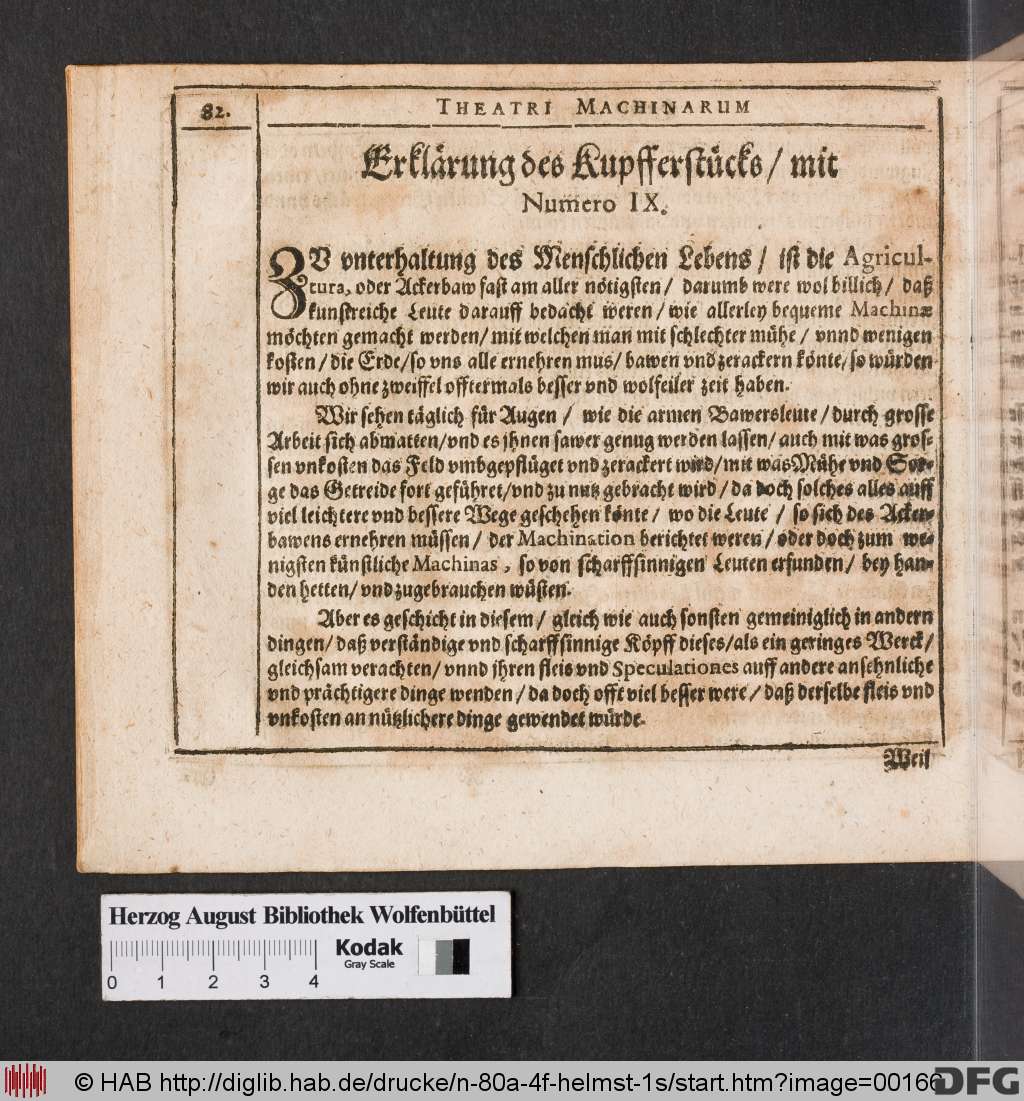 82.
THEATRI MACHINARUM
Erklärung des Kupfferstücks / mit
Numero IX.
ZV vnterhaltung des Menschlichen Lebens / ist die Agricul-
tura, oder Ackerbaw fast am aller nötigsten / darumb were wol billich / daß
kunstreiche Leute darauff bedacht weren / wie allerley bequeme Machinæ
möchten gemacht werden / mit welchen man mit schlechter mühe / vnnd wenigen
kosten / die Erde / so vns alle ernehren mus / bawen vnd zerackern könte, so würden
wir auch ohne zweiffel offtermals besser vnd wolfeiler zeit haben.
Wir sehen täglich für Augen / wie die armen Bawersleute / durch grosse
Arbeit sich abmatten / vnd es jhnen sawer genug werden lassen / auch mit was gros-
sen vnkosten das Feld vmbgepflüget vnd zerackert wird / mit was Mühe vnd Sor-
ge das Getreide fort geführet / vnd zu nutz gebracht wird / da doch solches alles auff
viel leichtere vnd bessere Wege geschehen könte / wo die Leute / so sich des Acker-
bawens ernehren müssen / der Machination berichtet weren / oder doch zum we-
nigsten künstliche Machinas, so von scharffsinnigen Leuten erfunden / bey han-
den hetten / vnd zugebrauchen wüsten.
Aber es geschicht in diesem / gleich wie auch sonsten gemeiniglich in andern
dingen / daß verständige vnd scharffsinnige Köpff dieses / als ein geringes Werck /
gleichsam verachten / vnnd jhren fleis vnd Speculationes auff andere ansehnliche
vnd prächtigere dinge wenden / da doch offt viel besser were / daß derselbe fleis vnd
vnkosten an nützlichere dinge gewendet würde.
Weil
Herzog August Bibliothek Wolfenbüttel
Kodak
Gray Scale
0 1 2 3 4
© HAB http://diglib.hab.de/drucke/n-80a-4f-helmst-1s/start.htm?image=00166
DFG